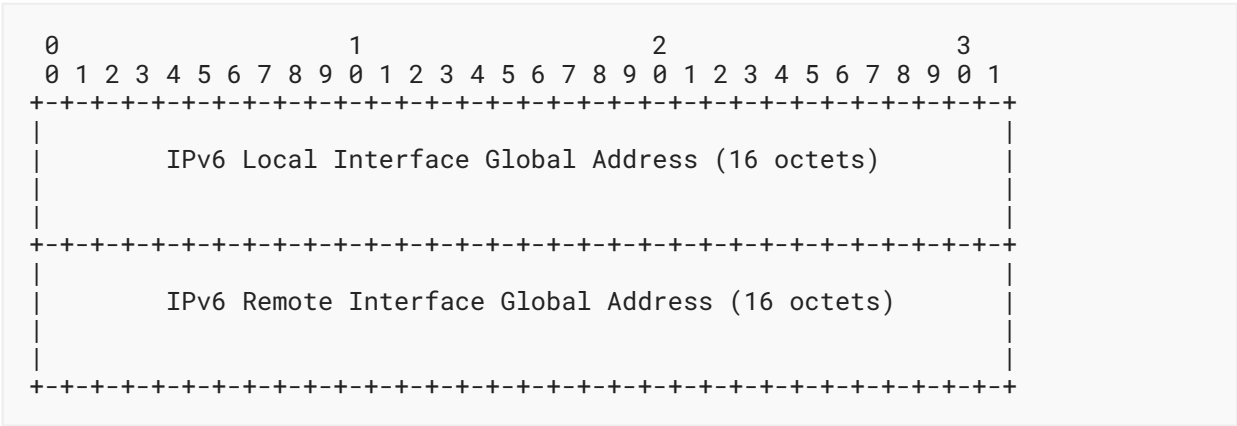 0                   1                   2                   3
 0 1 2 3 4 5 6 7 8 9 0 1 2 3 4 5 6 7 8 9 0 1 2 3 4 5 6 7 8 9 0 1
+-+-+-+-+-+-+-+-+-+-+-+-+-+-+-+-+-+-+-+-+-+-+-+-+-+-+-+-+-+-+-+-+
|                                                               |
|        IPv6 Local Interface Global Address (16 octets)        |
|                                                               |
|                                                               |
+-+-+-+-+-+-+-+-+-+-+-+-+-+-+-+-+-+-+-+-+-+-+-+-+-+-+-+-+-+-+-+-+
|                                                               |
|        IPv6 Remote Interface Global Address (16 octets)       |
|                                                               |
|                                                               |
+-+-+-+-+-+-+-+-+-+-+-+-+-+-+-+-+-+-+-+-+-+-+-+-+-+-+-+-+-+-+-+-+